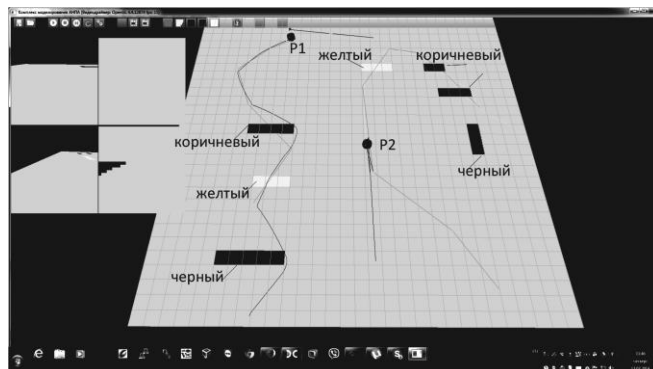 P1
желтый
коричневый
коричневый
P2
черный
желтый
черный